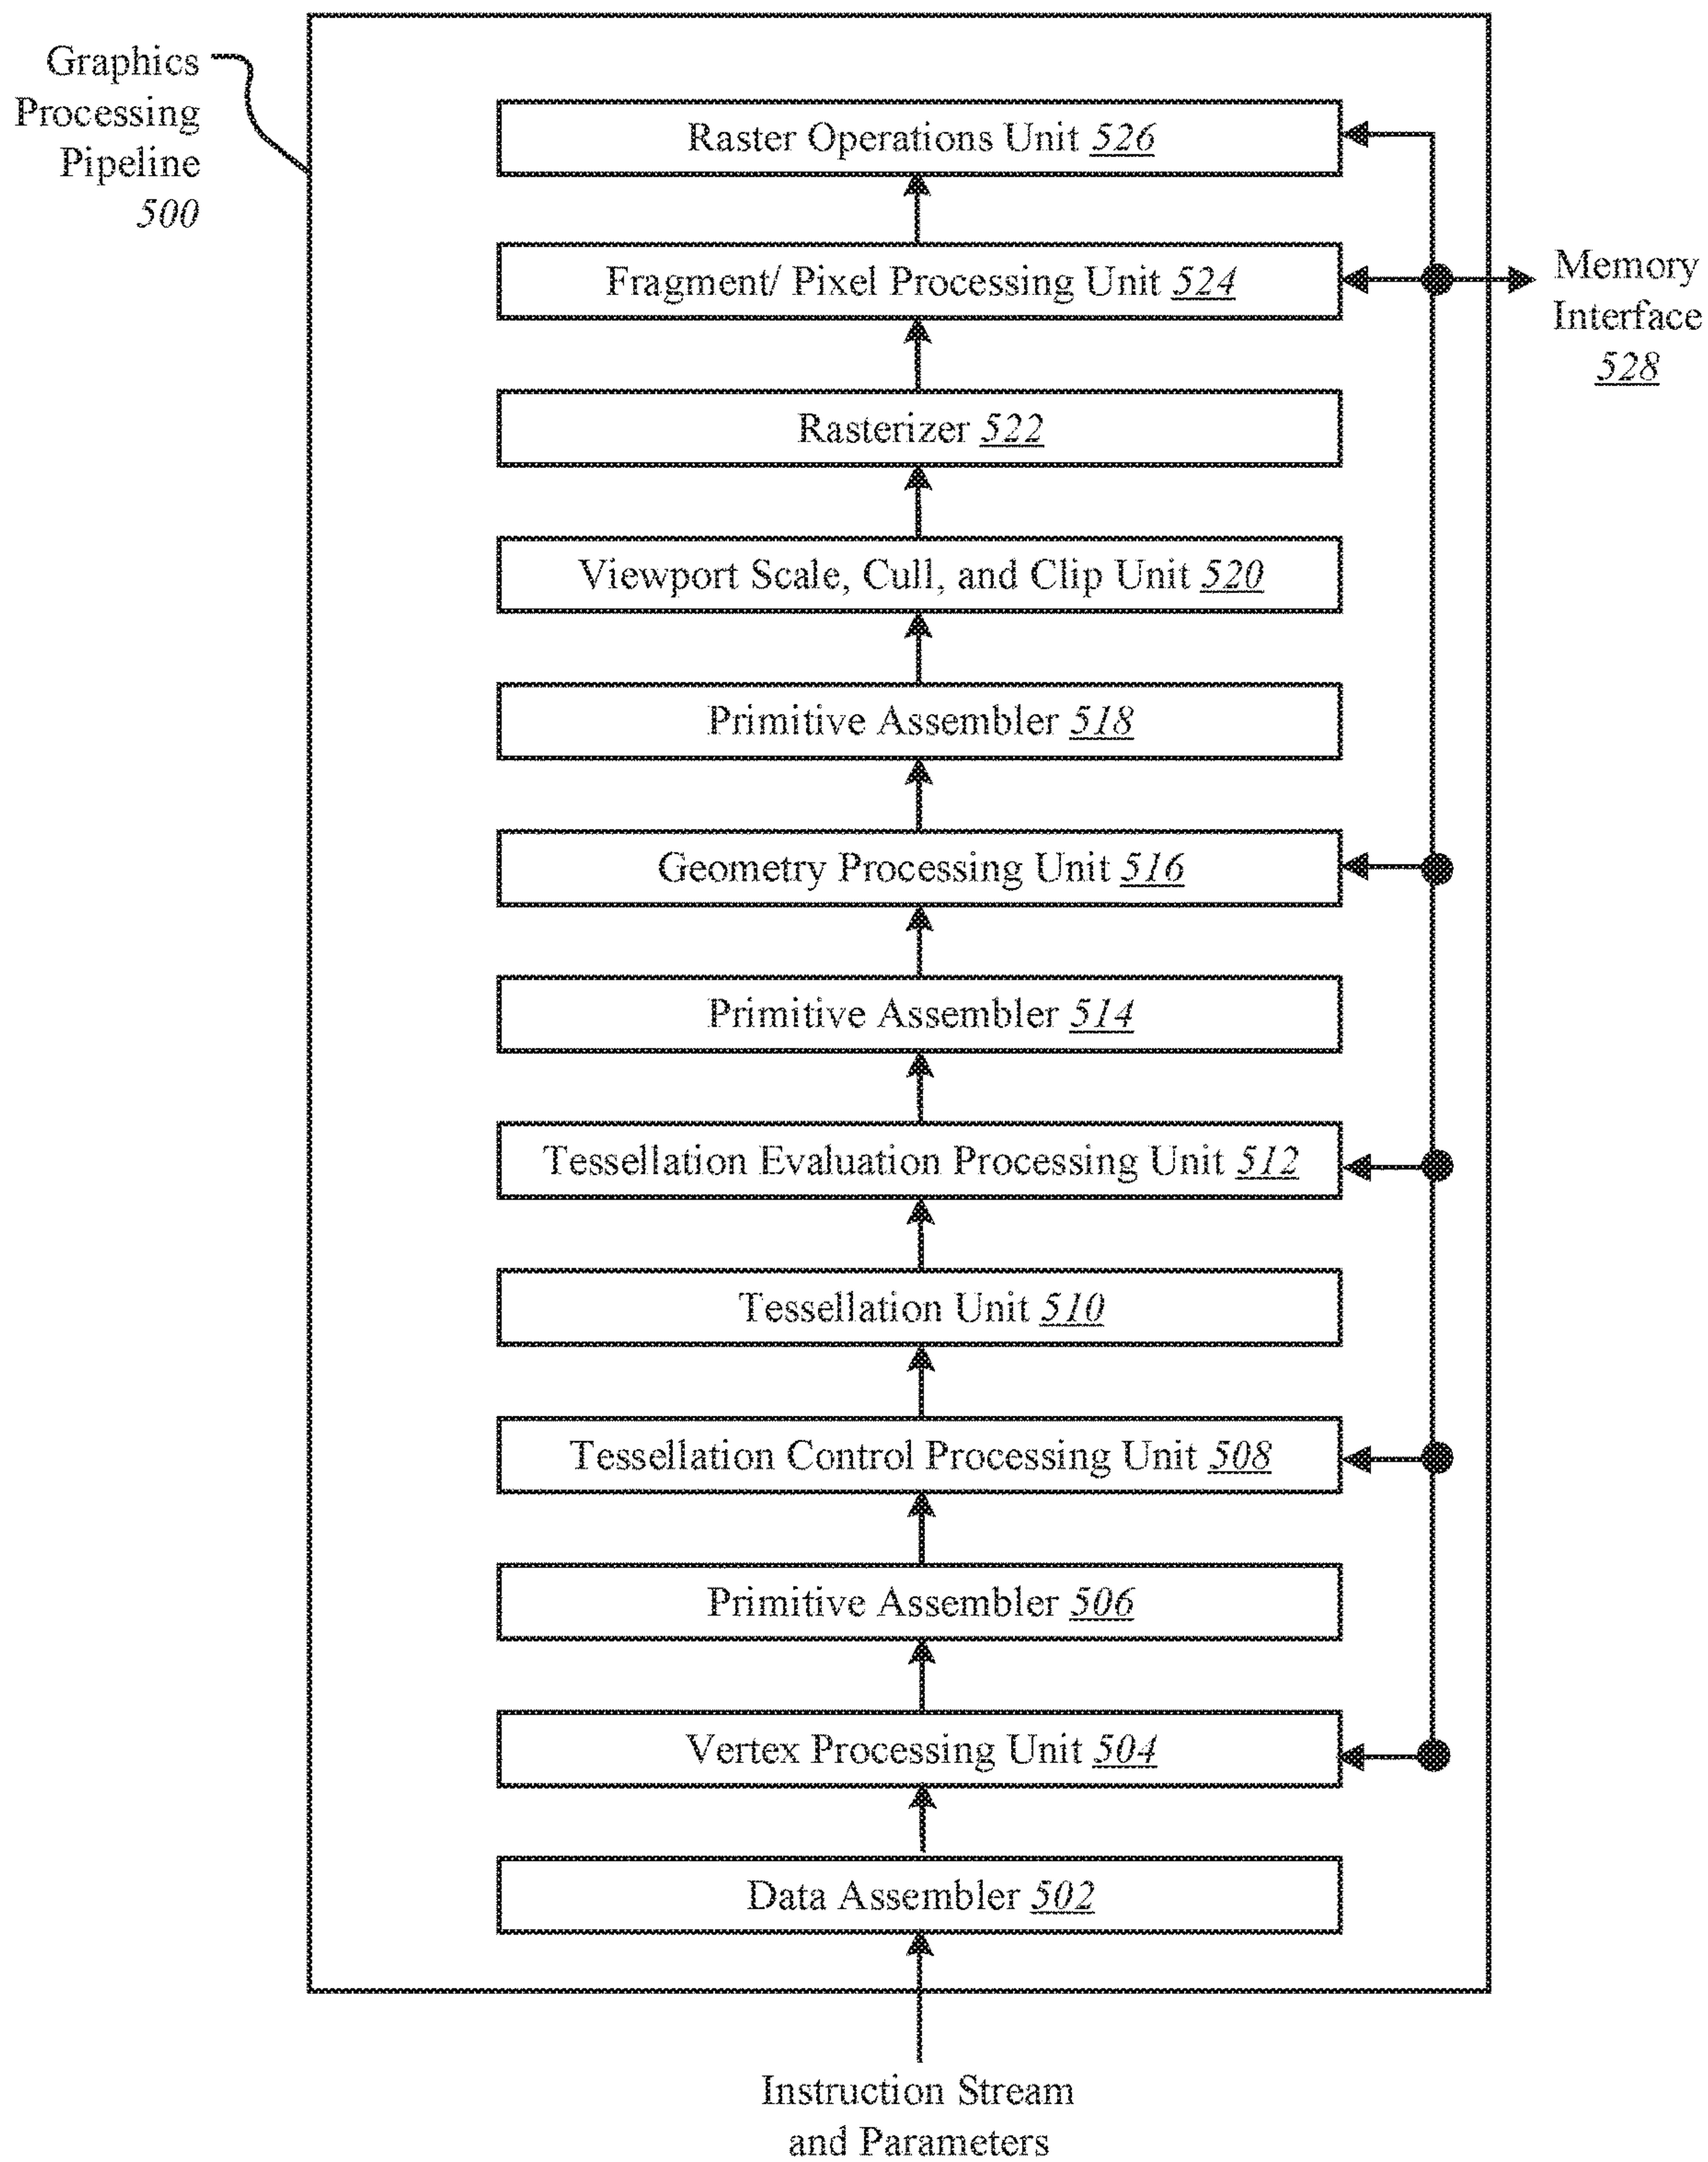 Graphics
Processing
Pipeline
500
Raster Operations Unit 526
Fragment/ Pixel Processing Unit 524
Memory
Interface
528
Rasterizer 522
Viewport Scale, Cull, and Clip Unit 520
Primitive Assembler 518
Geometry Processing Unit 516
Primitive Assembler 514
Tessellation Evaluation Processing Unit 512
Tessellation Unit 510
Tessellation Control Processing Unit 508
Primitive Assembler 506
Vertex Processing Unit 504
Data Assembler 502
Instruction Stream
and Parameters